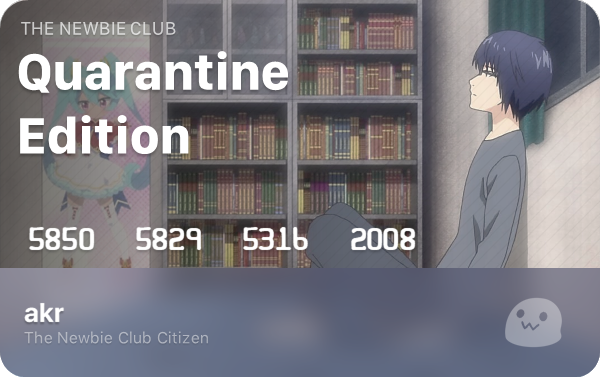 THE NEWBIE CLUB
Quarantine
Edition
5850 5829 5316 2008
akr
The Newbie Club Citizen